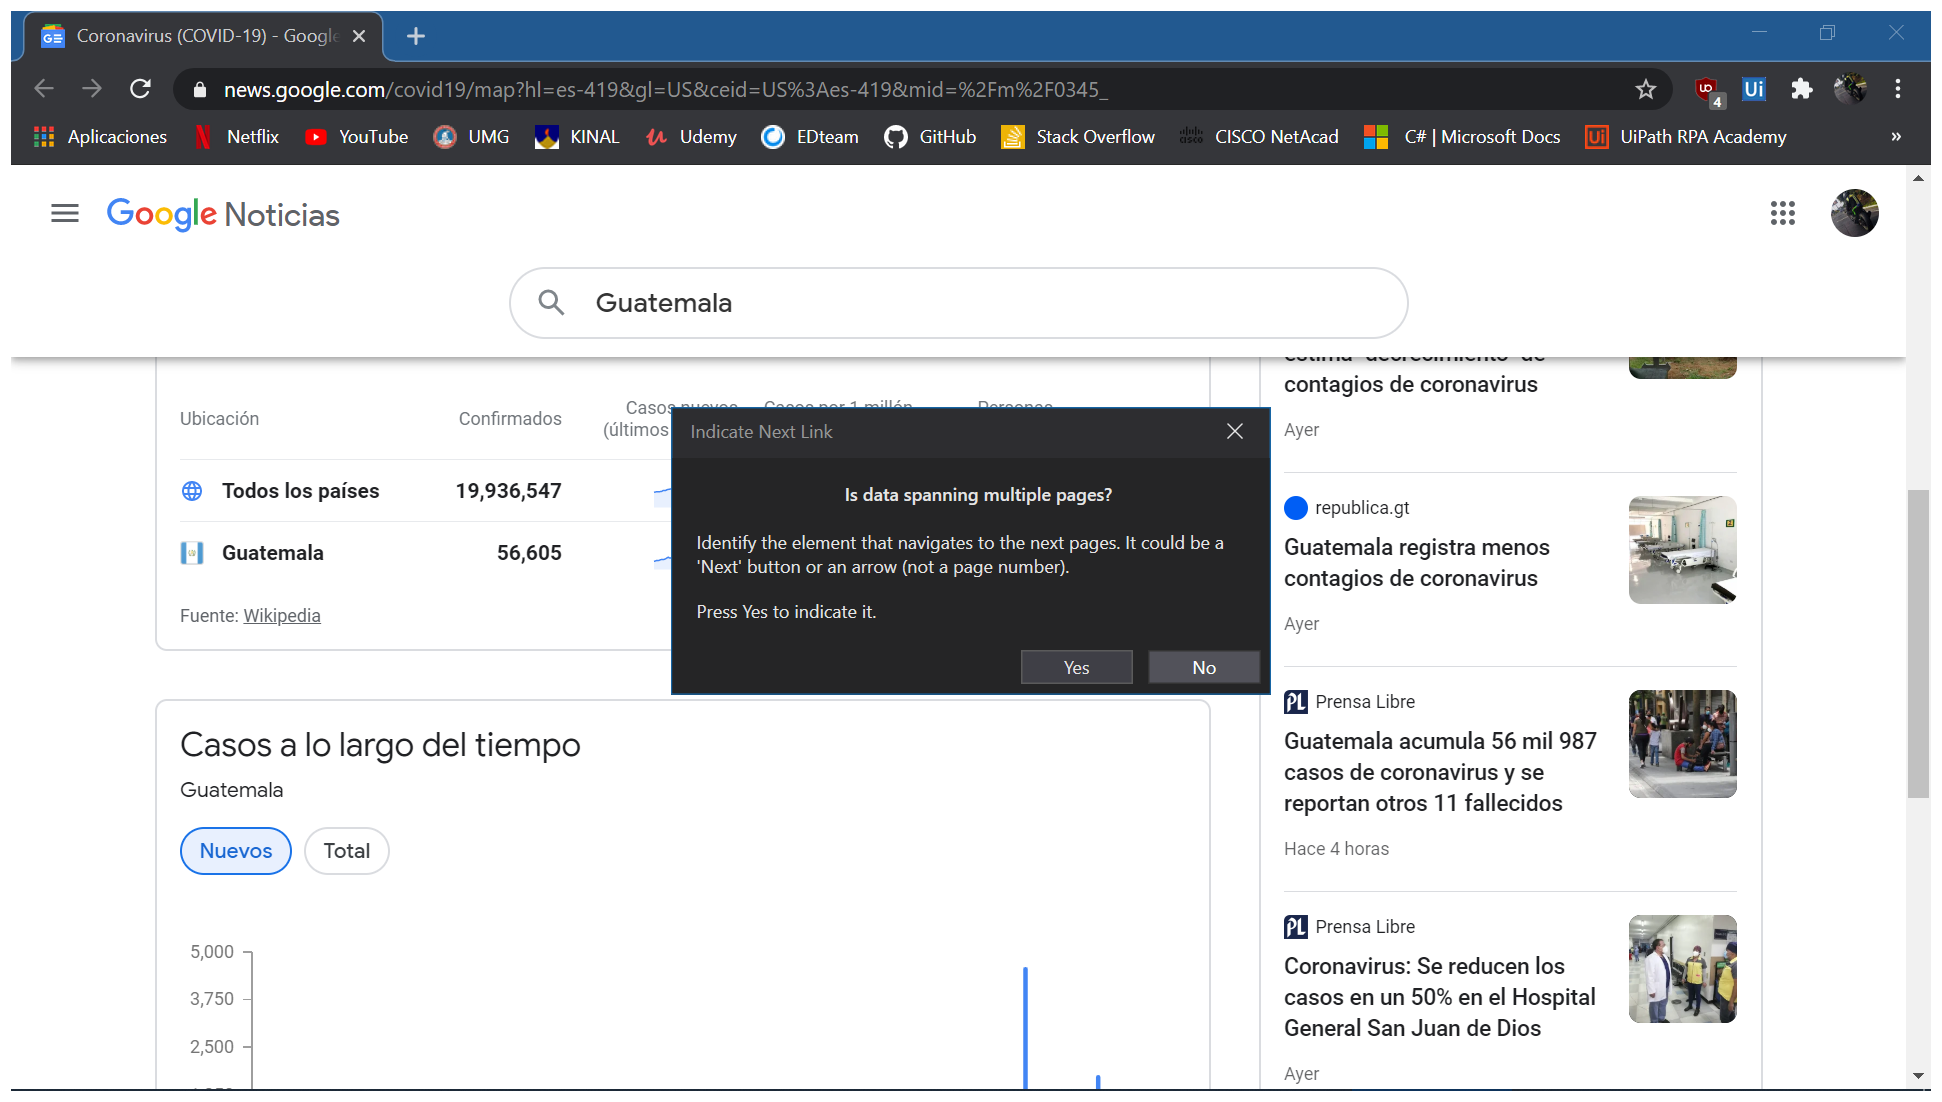 Coronavirus (COVID-19) - Google
news.google.com/covid19/map?hl=es-419&gl=US&ceid=US%3Aes-419&mid=%2Fm%2F0345_
4
Ui
Aplicaciones
Netflix
YouTube
UMG
KINAL
Udemy
EDteam
GitHub
Stack Overflow
CISCO NetAcad
C# | Microsoft Docs
UiPath RPA Academy
»
Google Noticias
Guatemala
Ubicación
Confirmados
Casos nuevos
(últimos
Casos por 1 millón
Personas
Todos los países
19,936,547
Guatemala
56,605
Fuente: Wikipedia
Indicate Next Link
Is data spanning multiple pages?
Identify the element that navigates to the next pages. It could be a
'Next' button or an arrow (not a page number).
Press Yes to indicate it.
Yes
No
Casos a lo largo del tiempo
Guatemala
Nuevos
Total
5,000
3,750
2,500
estima decrecimiento de
contagios de coronavirus
Ayer
republica.gt
Guatemala registra menos
contagios de coronavirus
Ayer
PL Prensa Libre
Guatemala acumula 56 mil 987
casos de coronavirus y se
reportan otros 11 fallecidos
Hace 4 horas
PL Prensa Libre
Coronavirus: Se reducen los
casos en un 50% en el Hospital
General San Juan de Dios
Ayer